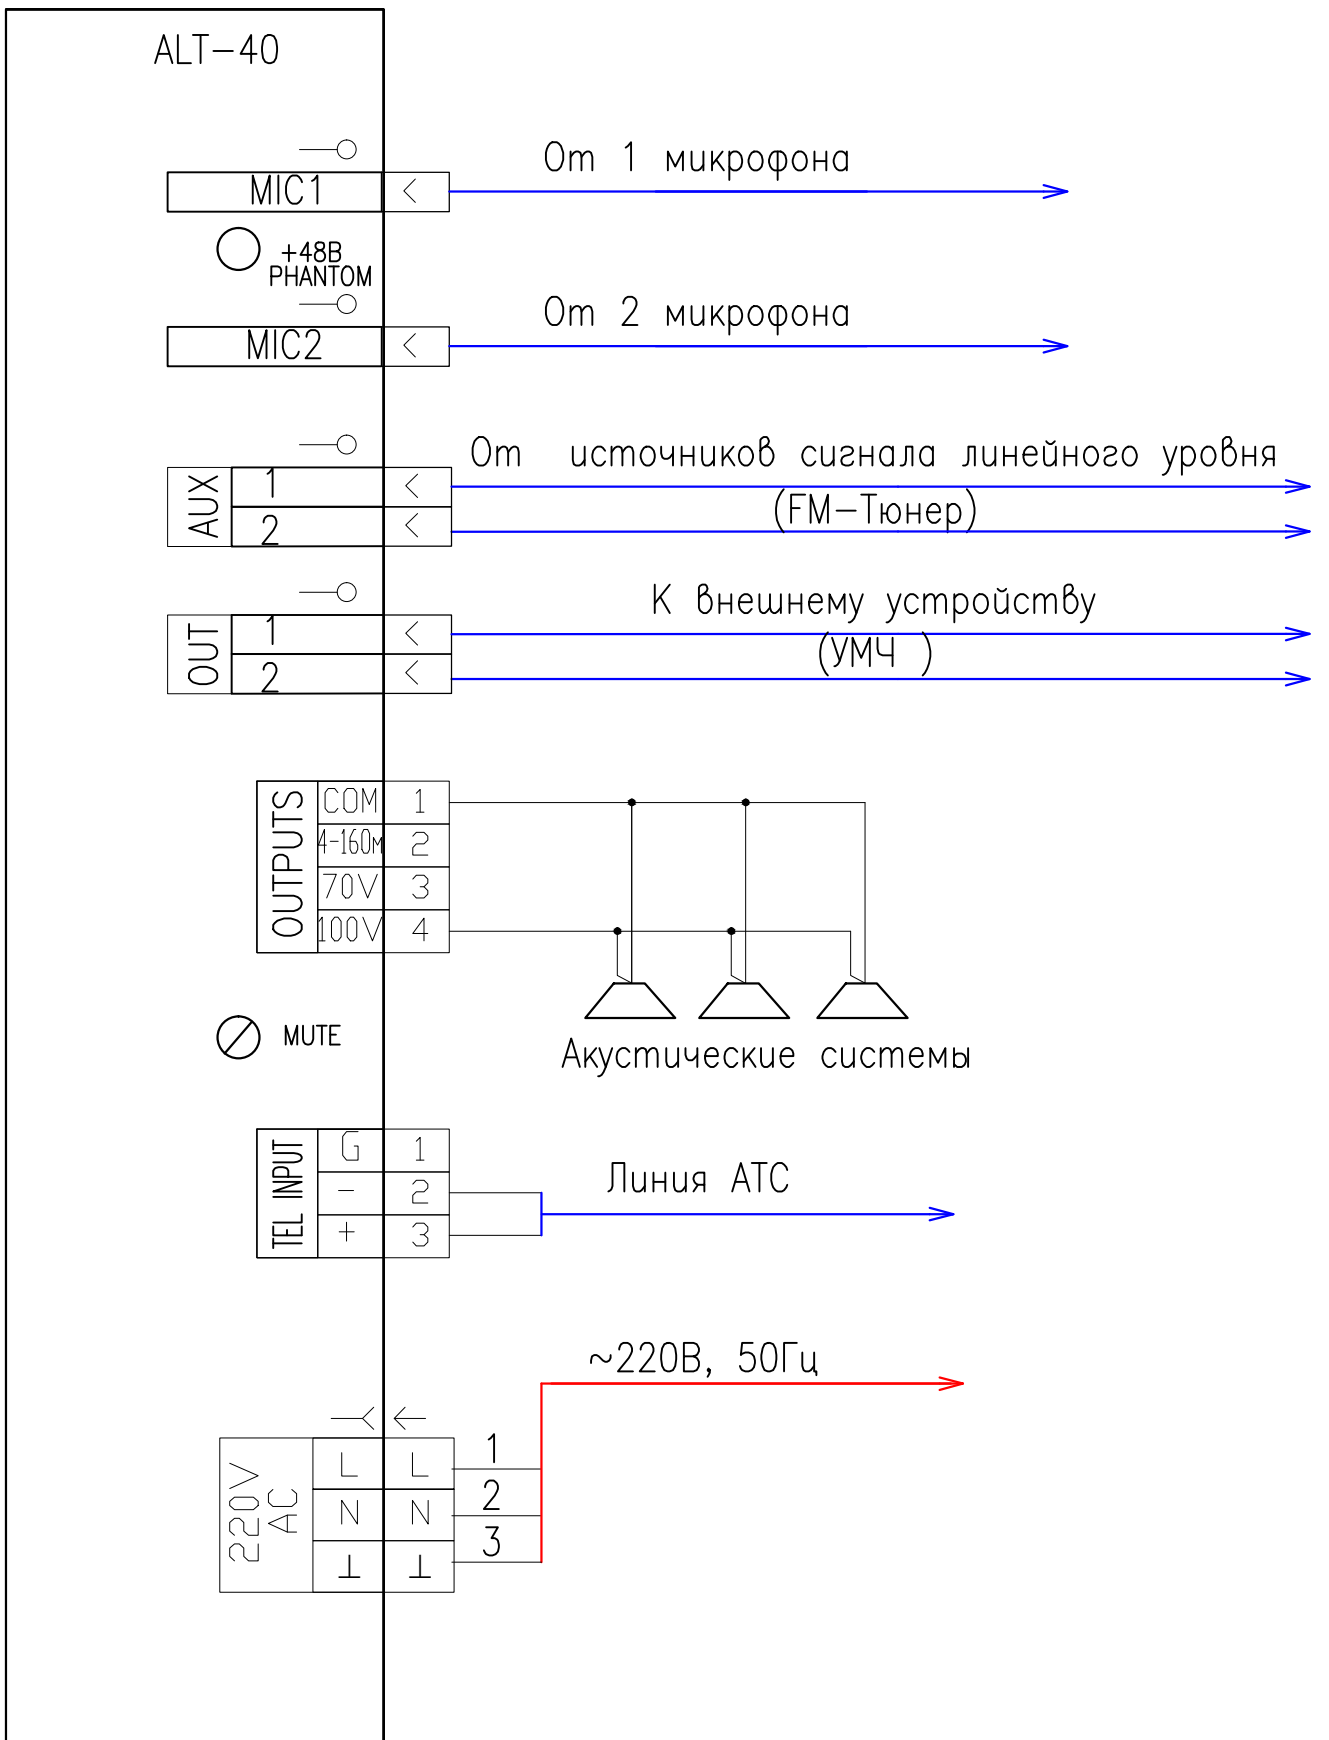 ALT-40
От 1 микрофона
MIC1 <
+48В
PHANTOM
От 2 микрофона
MIC2 <
От источников сигнала линейного уровня
AUX
1 <
(FM-Тюнер)
2 <
К внешнему устройству
OUT
1 <
(УМЧ )
2 <
OUTPUTS
COM 1
4-16Ом 2
70V 3
100V 4
MUTE
Акустические системы
TEL INPUT
G 1
- 2
+ 3
Линия АТС
~220В, 50Гц
220V
AC
L L 1
N N 2
⊥ ⊥ 3